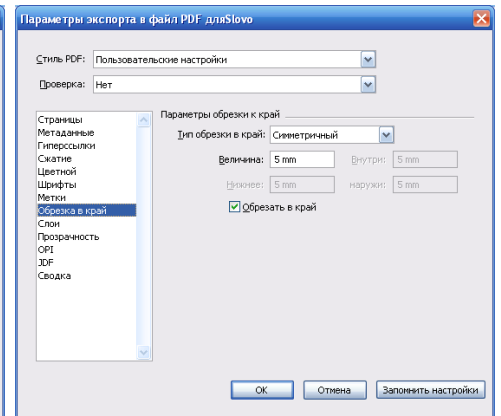 Параметры экспорта в файл PDF дляSlovo
Стиль PDF: Пользовательские настройки
Проверка: Нет
Страницы
Метаданные
Гиперссылки
Сжатие
Цветной
Шрифты
Метки
Обрезка в край
Слои
Прозрачность
OPI
JDF
Сводка
Параметры обрезки к край
Тип обрезки в край: Симметричный
Величина: 5 mm Внутри: 5 mm
Нижнее: 5 mm наружи: 5 mm
Обрезать в край
OK Отмена Запомнить настройки